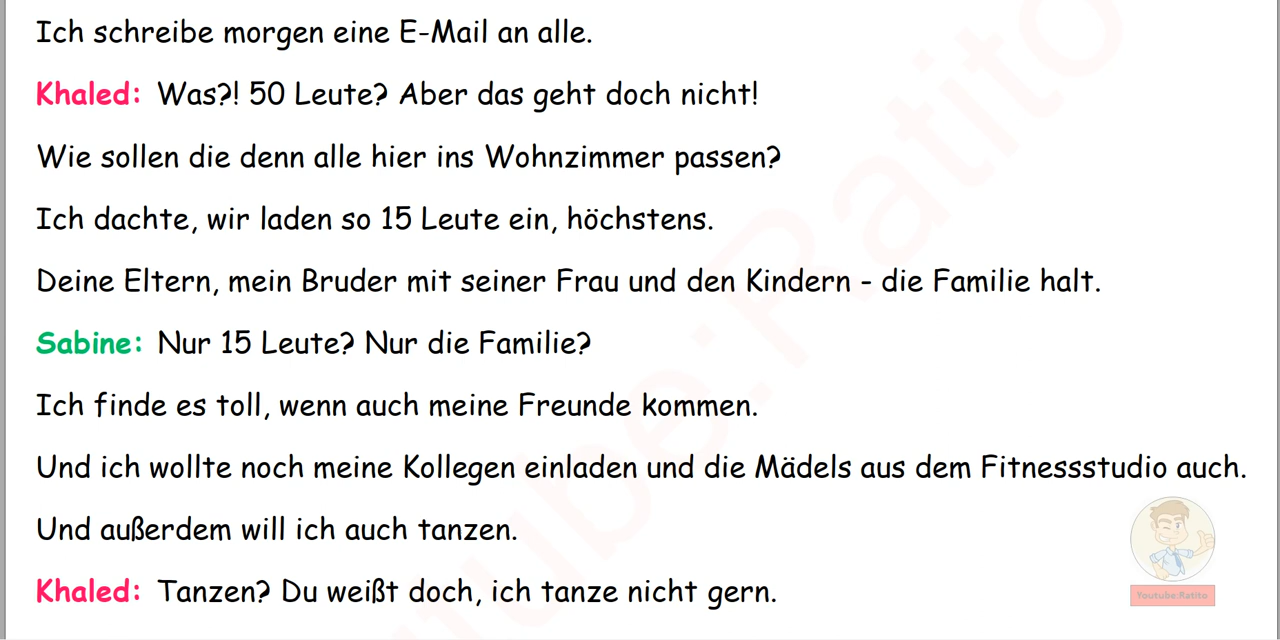 Ich schreibe morgen eine E-Mail an alle.
Khaled: Was?! 50 Leute? Aber das geht doch nicht!
Wie sollen die denn alle hier ins Wohnzimmer passen?
Ich dachte, wir laden so 15 Leute ein, höchstens.
Deine Eltern, mein Bruder mit seiner Frau und den Kindern - die Familie halt.
Sabine: Nur 15 Leute? Nur die Familie?
Ich finde es toll, wenn auch meine Freunde kommen.
Und ich wollte noch meine Kollegen einladen und die Mädels aus dem Fitnessstudio auch.
Und außerdem will ich auch tanzen.
Khaled: Tanzen? Du weißt doch, ich tanze nicht gern.
Youtube:Ratito
ube:Ratito